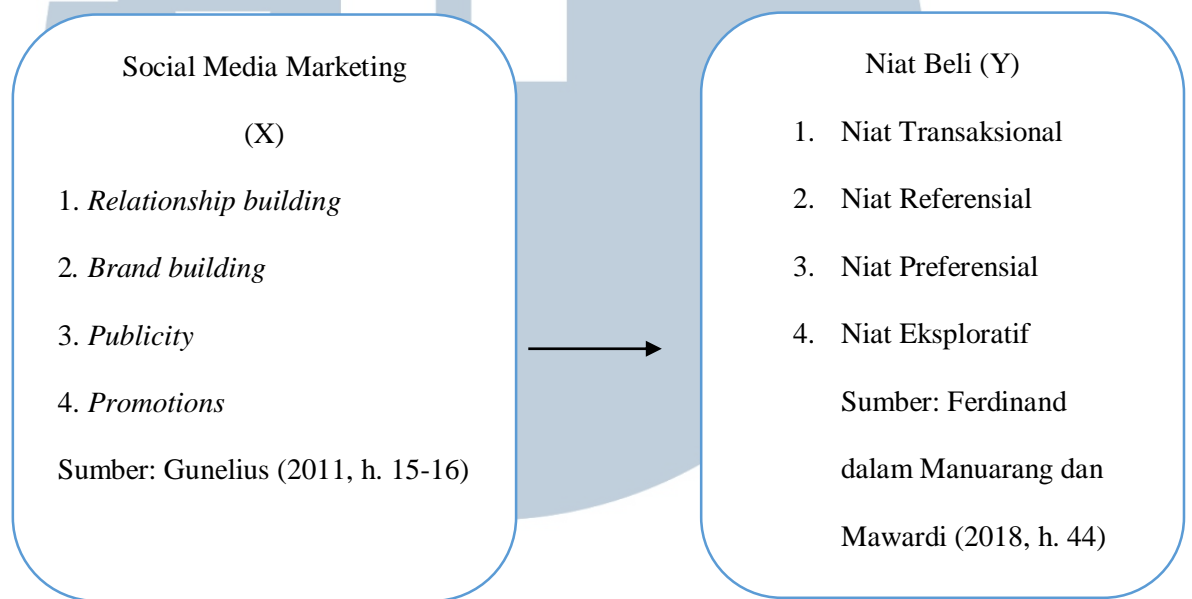 Social Media Marketing
(X)
1. Relationship building
2. Brand building
3. Publicity
4. Promotions
Sumber: Gunelius (2011, h. 15-16)
Niat Beli (Y)
1. Niat Transaksional
2. Niat Referensial
3. Niat Preferensial
4. Niat Eksploratif
Sumber: Ferdinand
dalam Manuarang dan
Mawardi (2018, h. 44)